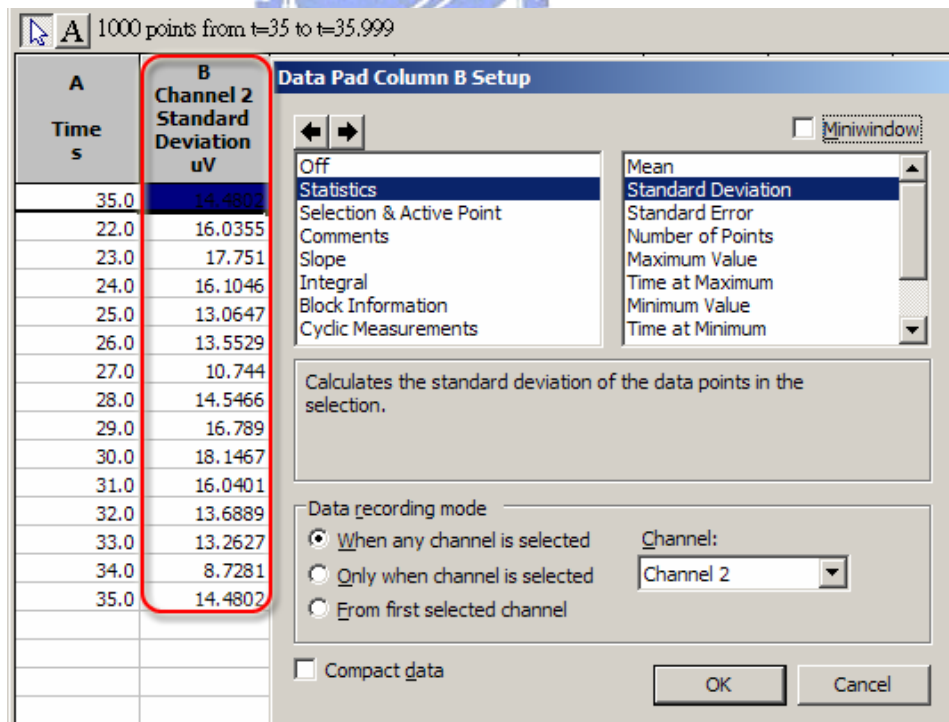 A 1000 points from t=35 to t=35.999
A
Time
s
B
Channel 2
Standard
Deviation
uV
35.0 14.4802
22.0 16.0355
23.0 17.751
24.0 16.1046
25.0 13.0647
26.0 13.5529
27.0 10.744
28.0 14.5466
29.0 16.789
30.0 18.1467
31.0 16.0401
32.0 13.6889
33.0 13.2627
34.0 8.7281
35.0 14.4802
Data Pad Column B Setup
Miniwindow
Off
Statistics
Selection & Active Point
Comments
Slope
Integral
Block Information
Cyclic Measurements
Mean
Standard Deviation
Standard Error
Number of Points
Maximum Value
Time at Maximum
Minimum Value
Time at Minimum
Calculates the standard deviation of the data points in the
selection.
Data recording mode
When any channel is selected
Only when channel is selected
From first selected channel
Channel:
Channel 2
Compact data
OK Cancel